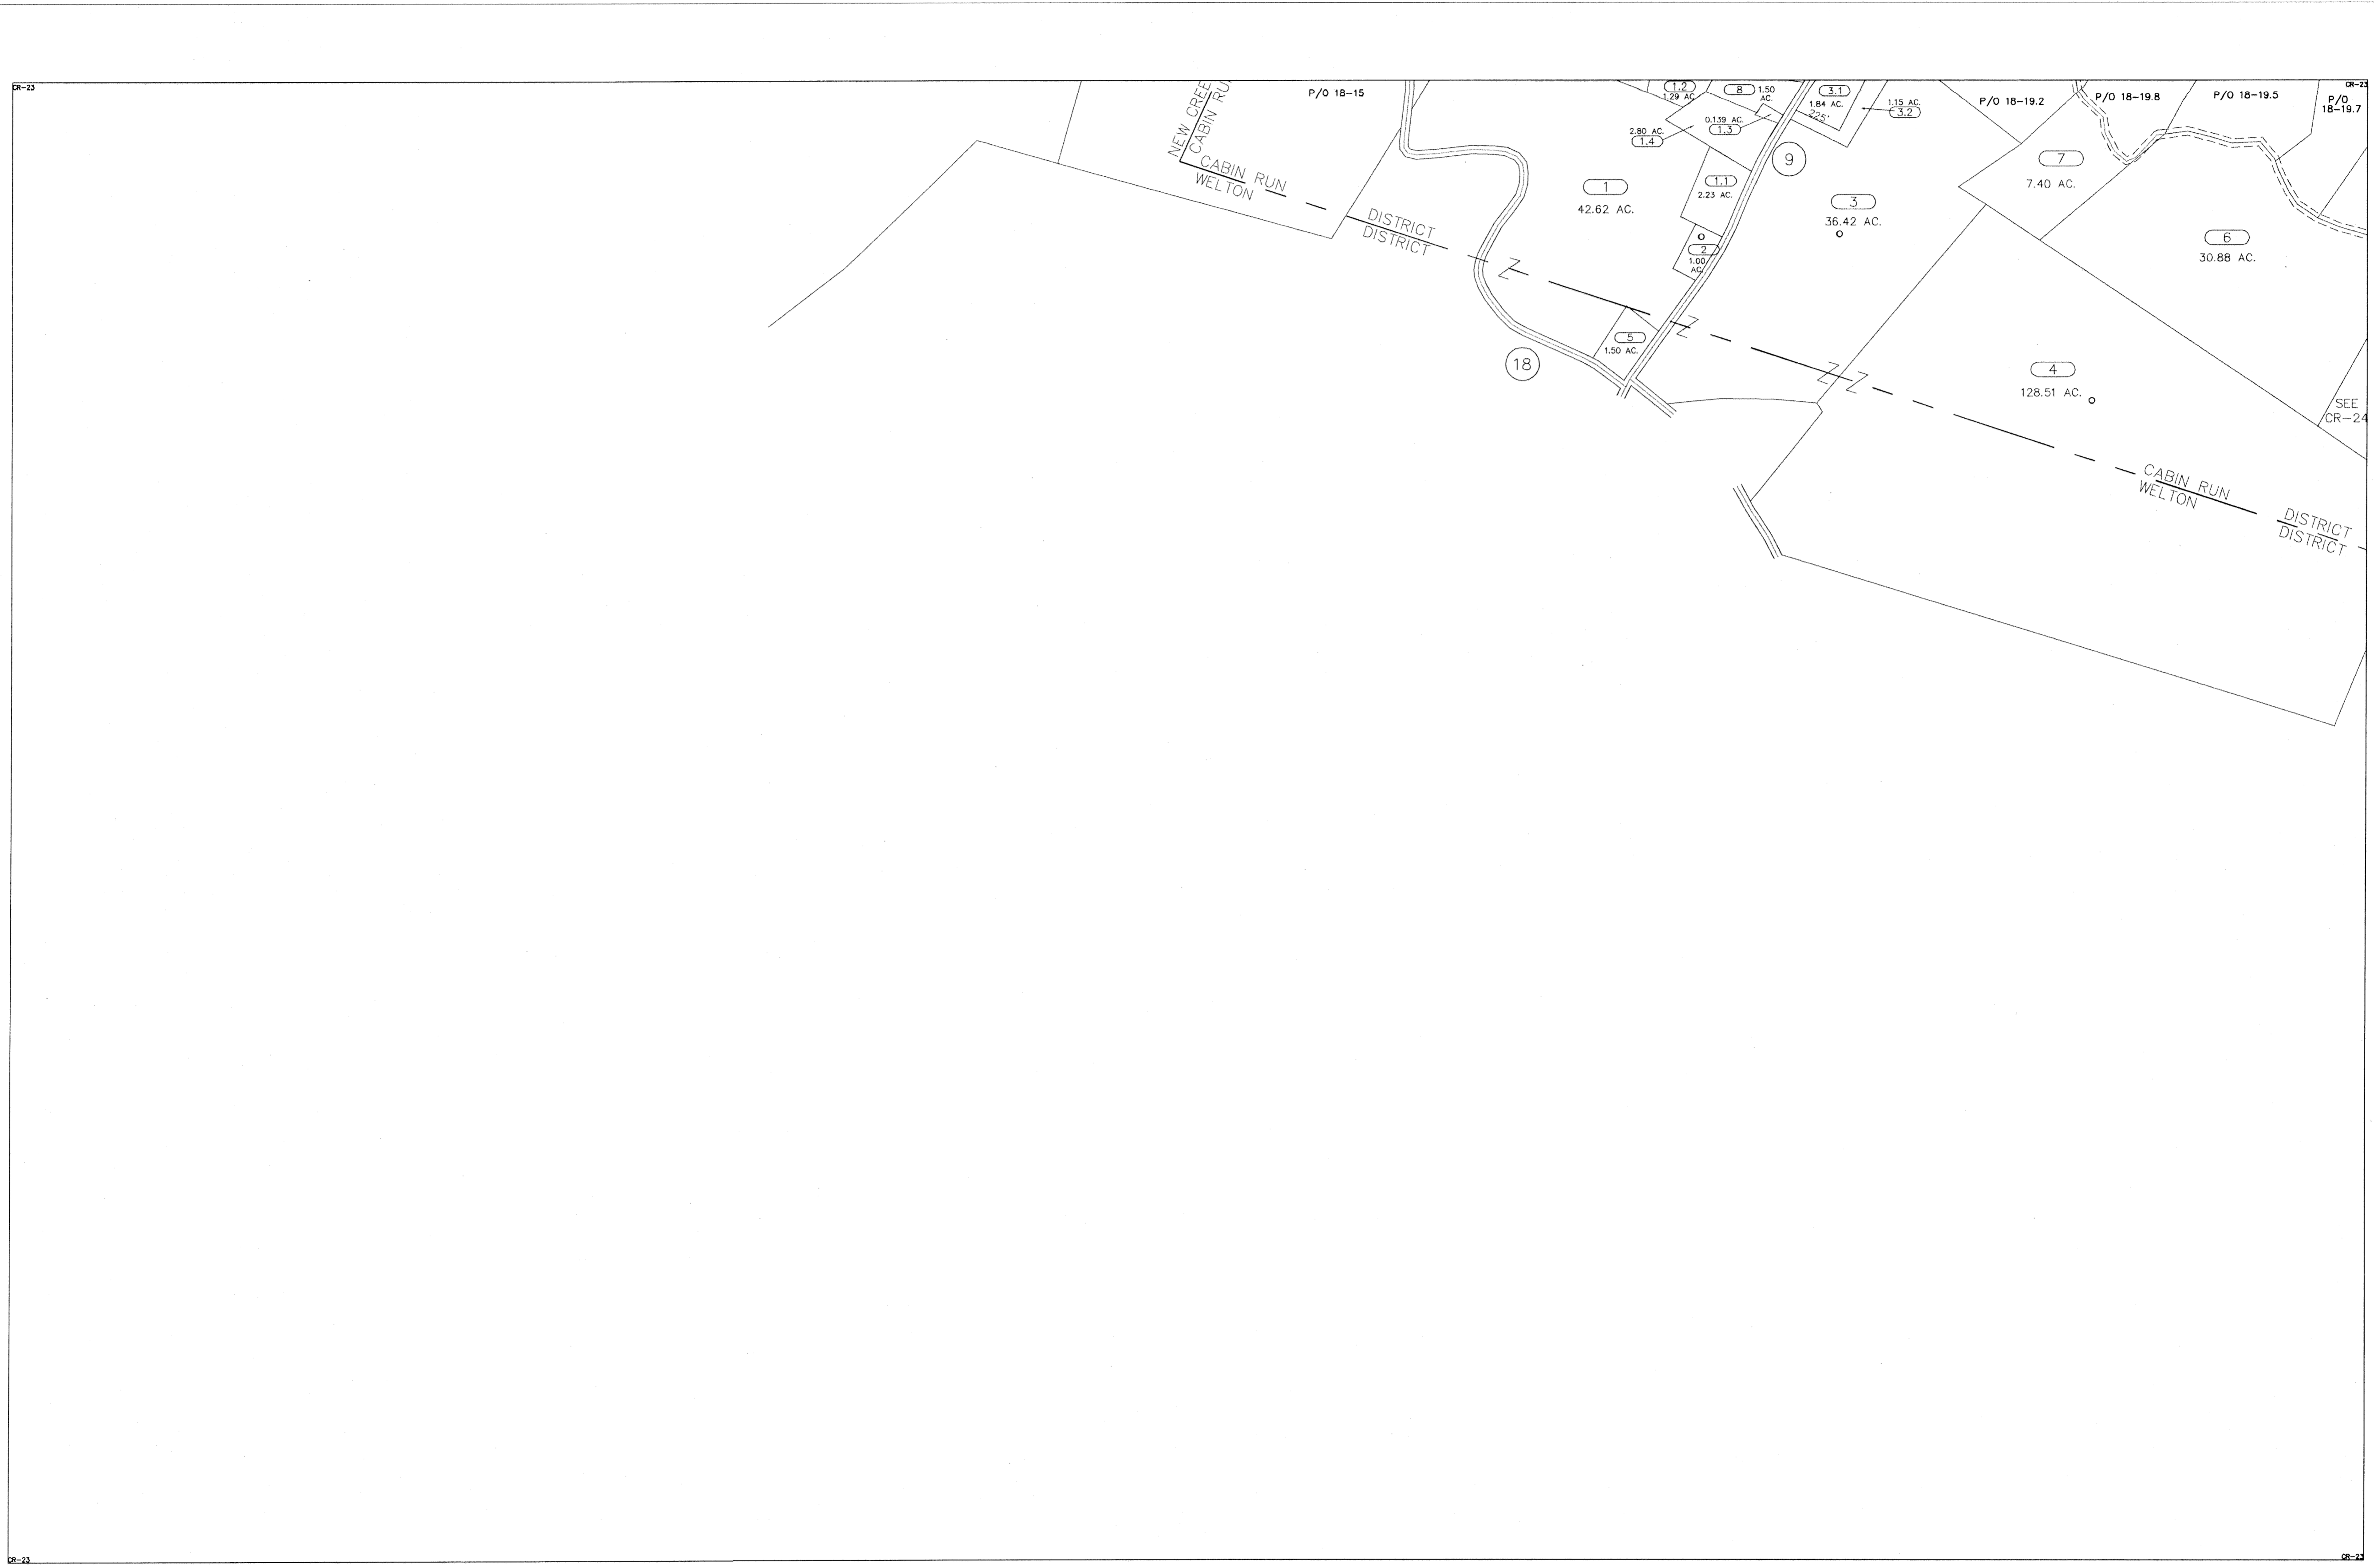 CR-23
CR-23
NEW CREE
CABIN RU
P/O 18-15
1.2
1.29 AC
8
1.50
AC.
3.1
1.84 AC.
225'
1.15 AC.
3.2
P/O 18-19.2
P/O 18-19.8
P/O 18-19.5
P/O
18-19.7
0.139 AC.
1.3
2.80 AC.
1.4
9
CABIN RUN
WELTON
DISTRICT
DISTRICT
1
42.62 AC.
1.1
2.23 AC.
2
1.00
AC.
3
36.42 AC.
7
7.40 AC.
6
30.88 AC.
5
1.50 AC.
18
Z
Z
Z
Z
4
128.51 AC.
SEE
CR-24
CABIN RUN
WELTON
DISTRICT
DISTRICT
CR-23
CR-23